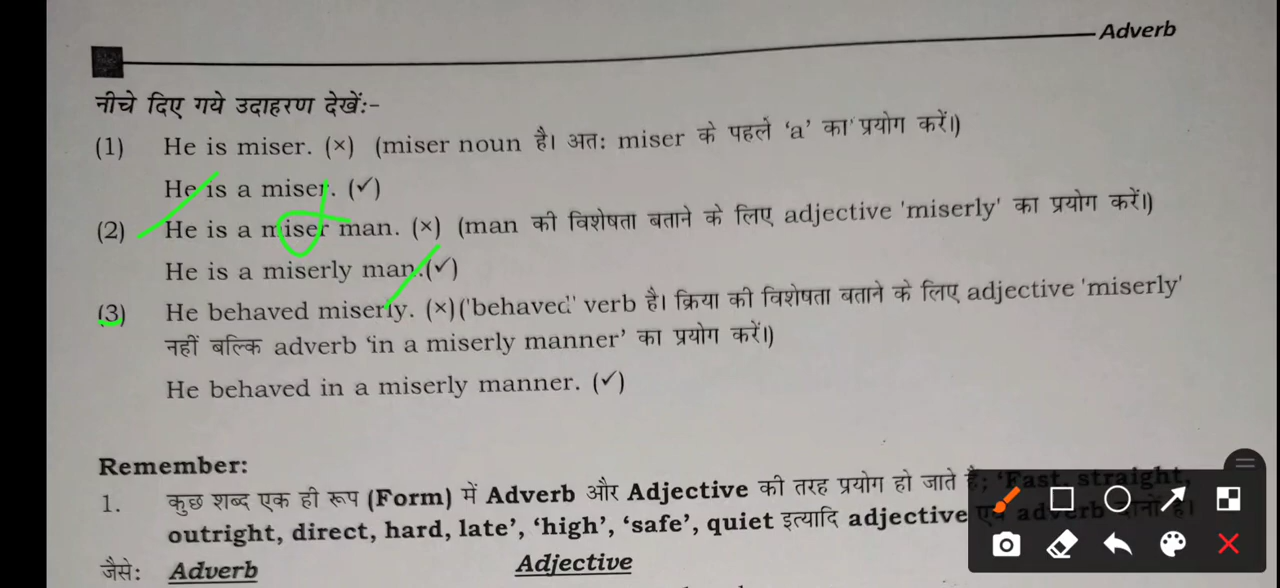 Adverb
नीचे दिए गये उदाहरण देखें:-
(1) He is miser. (×) (miser noun है। अत: miser के पहले 'a' का प्रयोग करें।)
He is a miser. (✓)
(2) He is a miser man. (×) (man की विशेषता बताने के लिए adjective 'miserly' का प्रयोग करें।)
He is a miserly man.(✓)
(3) He behaved miserly. (×)('behaved' verb है। क्रिया की विशेषता बताने के लिए adjective 'miserly'
नहीं बल्कि adverb 'in a miserly manner' का प्रयोग करें।)
He behaved in a miserly manner. (✓)
Remember:
1. कुछ शब्द एक ही रूप (Form) में Adverb और Adjective की तरह प्रयोग हो जाते है; 'Fast, straight,
outright, direct, hard, late', 'high', 'safe', quiet इत्यादि adjective एवं adverb दोनों है।
जैसे: Adverb Adjective